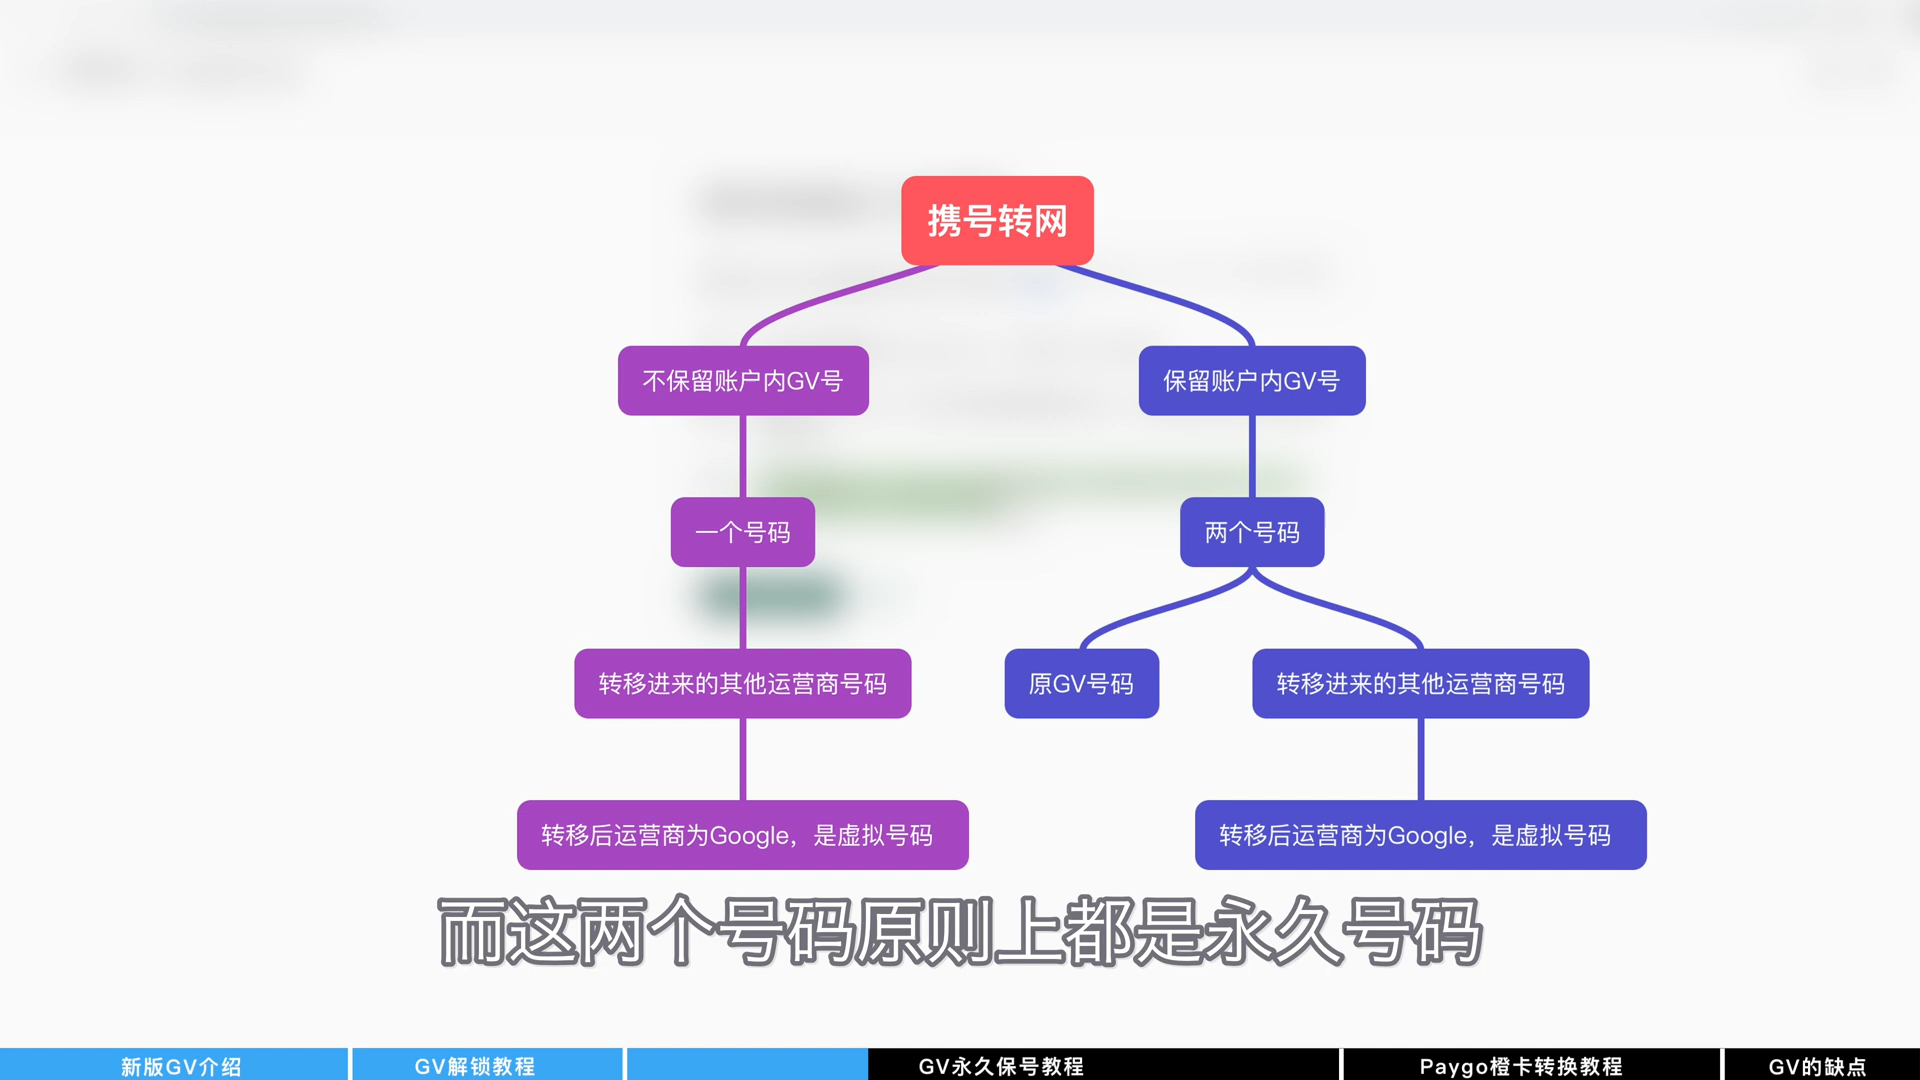 携号转网
不保留账户内GV号
保留账户内GV号
一个号码
两个号码
转移进来的其他运营商号码
原GV号码
转移进来的其他运营商号码
转移后运营商为Google，是虚拟号码
转移后运营商为Google，是虚拟号码
而这两个号码原则上都是永久号码
新版GV介绍
GV解锁教程
GV永久保号教程
Paygo橙卡转换教程
GV的缺点